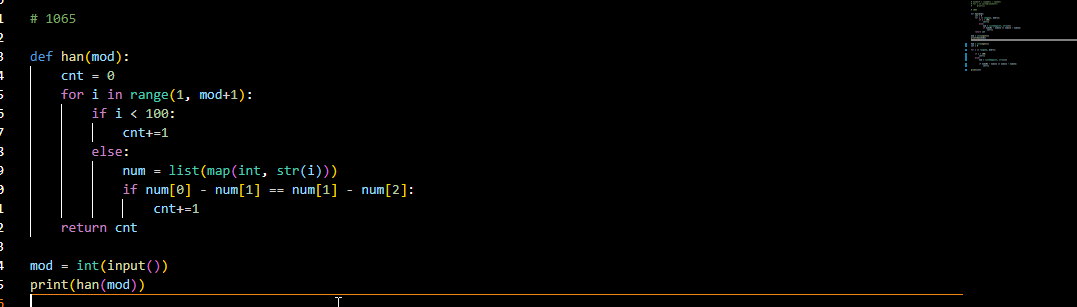 # 1065
def han(mod):
    cnt = 0
    for i in range(1, mod+1):
        if i < 100:
            cnt+=1
        else:
            num = list(map(int, str(i)))
            if num[0] - num[1] == num[1] - num[2]:
                cnt+=1
    return cnt
mod = int(input())
print(han(mod))